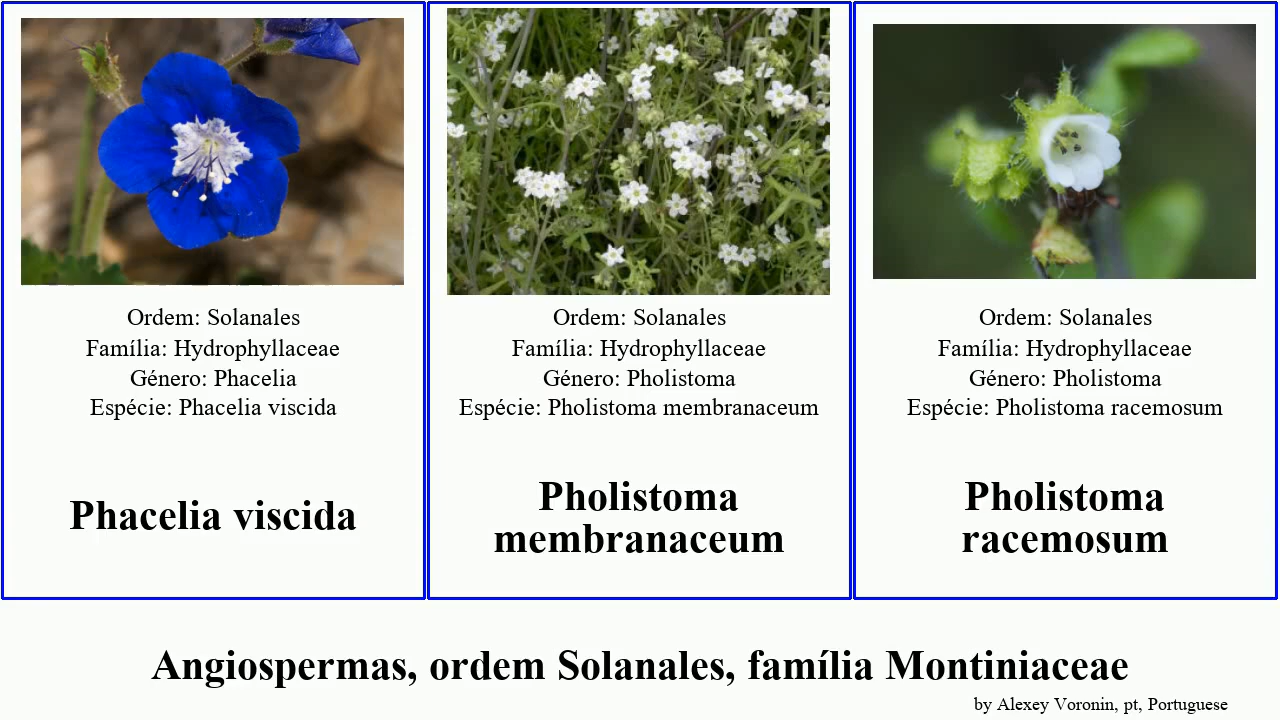 Ordem: Solanales
Família: Hydrophyllaceae
Género: Phacelia
Espécie: Phacelia viscida
Phacelia viscida
Ordem: Solanales
Família: Hydrophyllaceae
Género: Pholistoma
Espécie: Pholistoma membranaceum
Pholistoma
membranaceum
Ordem: Solanales
Família: Hydrophyllaceae
Género: Pholistoma
Espécie: Pholistoma racemosum
Pholistoma
racemosum
Angiospermas, ordem Solanales, família Montiniaceae
by Alexey Voronin, pt, Portuguese